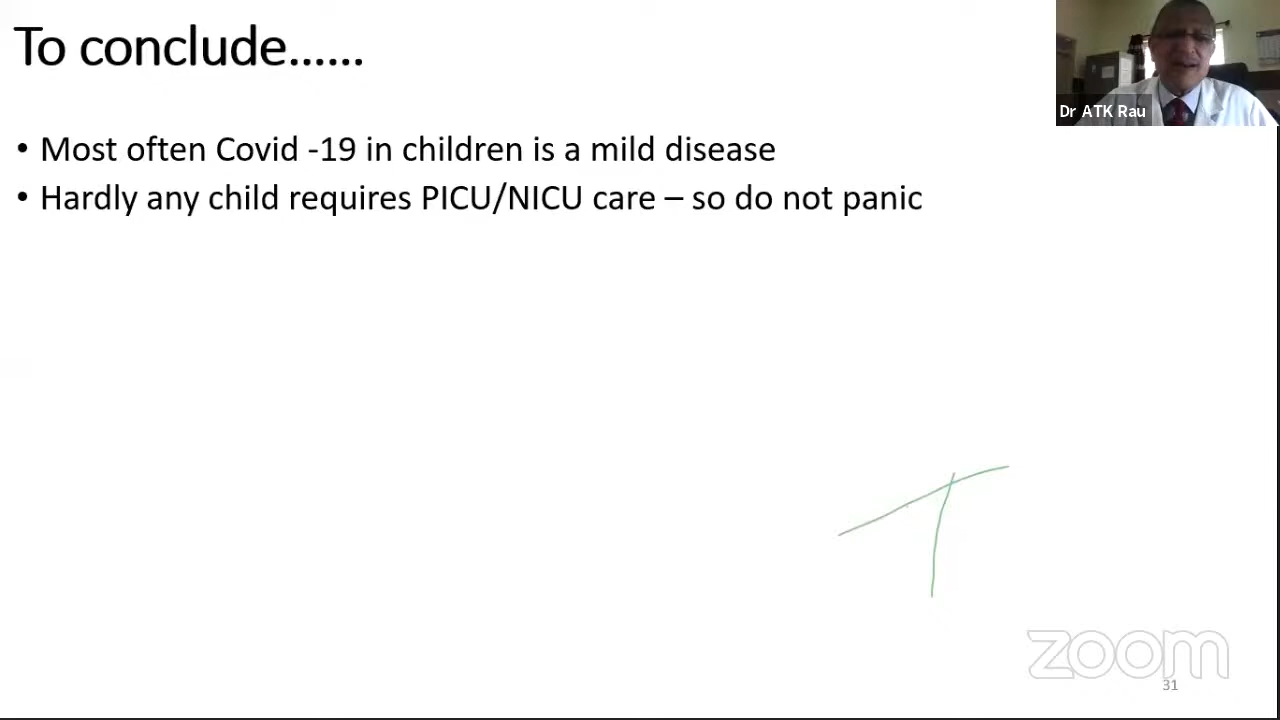 To conclude......
Dr ATK Rau
• Most often Covid -19 in children is a mild disease
• Hardly any child requires PICU/NICU care – so do not panic
zoom
31